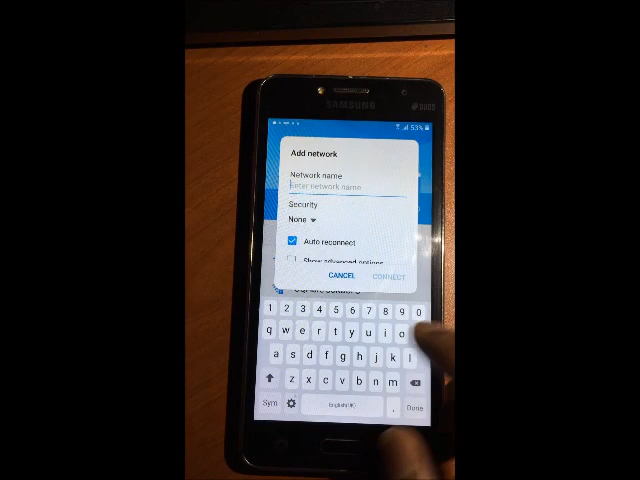 SAMSUNG
DUOS
53%
Add network
Network name
Enter network name
Security
None
Auto reconnect
Show advanced options
CANCEL
CONNECT
1 2 3 4 5 6 7 8 9 0
q w e r t y u i o
a s d f g h j k l
z x c v b n m
Sym
English(UK)
.
Done